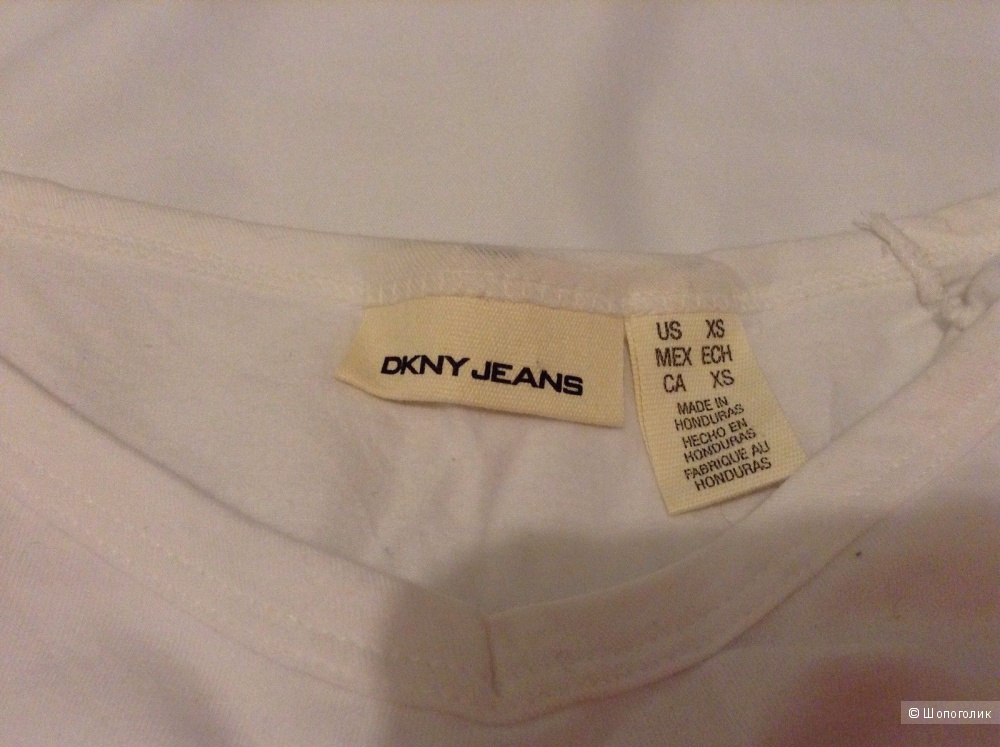 DKNY JEANS
US XS
MEX ECH
CA XS
MADE IN
HONDURAS
HECHO EN
HONDURAS
FABRIQUE AU
HONDURAS
© Шопоголик